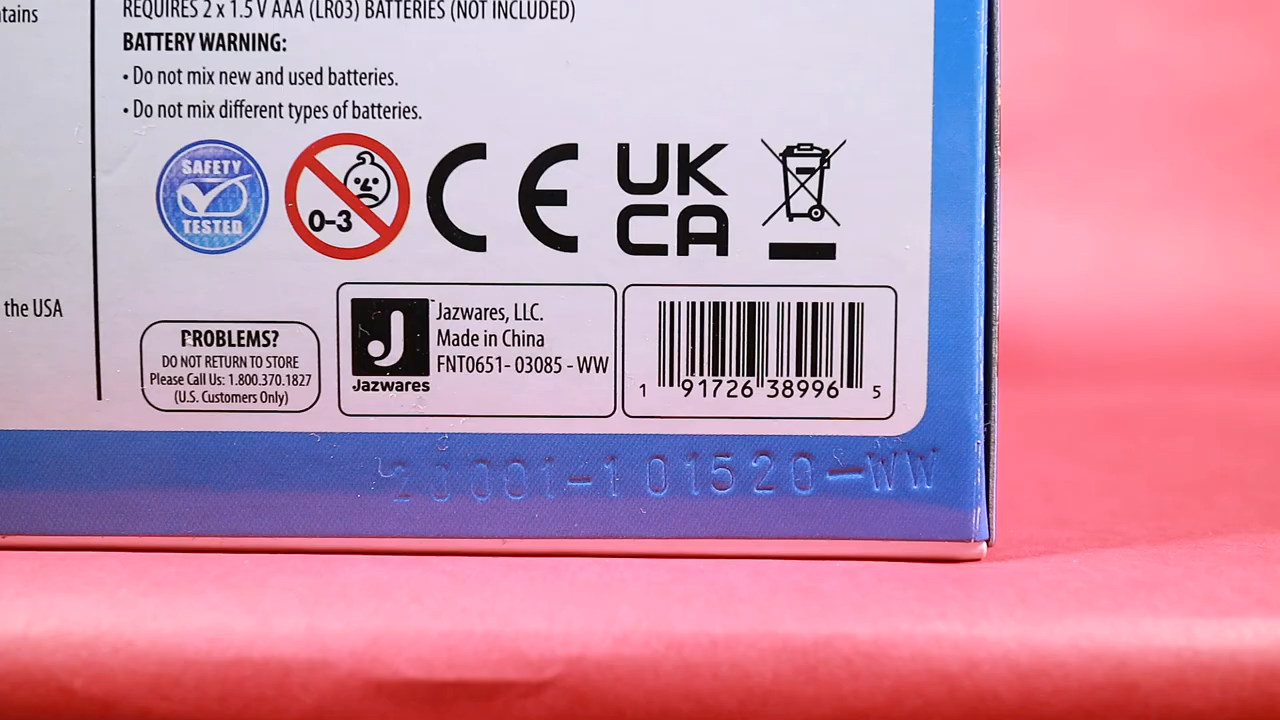 tains
REQUIRES 2 x 1.5 V AAA (LR03) BATTERIES (NOT INCLUDED)
BATTERY WARNING:
• Do not mix new and used batteries.
• Do not mix different types of batteries.
SAFETY
TESTED
0-3
CE
UK
CA
the USA
PROBLEMS?
DO NOT RETURN TO STORE
Please Call Us: 1.800.370.1827
(U.S. Customers Only)
J
Jazwares
Jazwares, LLC.
Made in China
FNT0651- 03085 - WW
1 91726 38996 5
20001-101520-WW